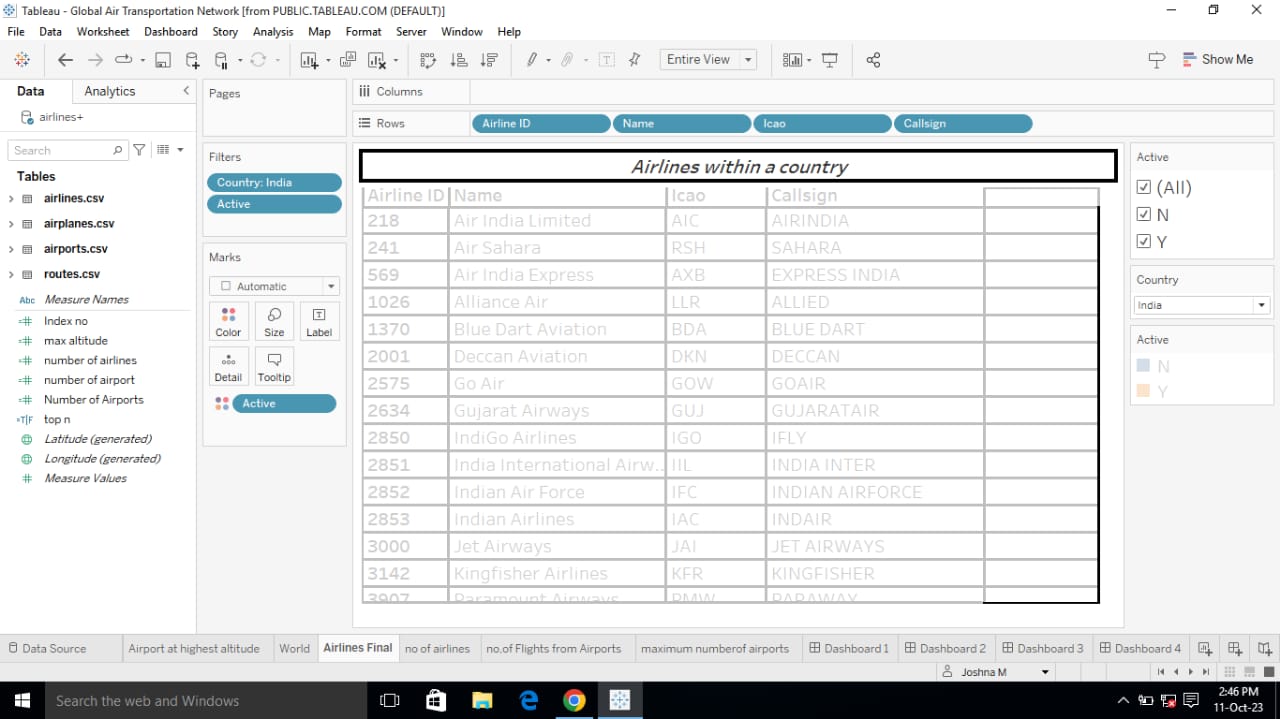 Tableau - Global Air Transportation Network [from PUBLIC.TABLEAU.COM (DEFAULT)]
File Data Worksheet Dashboard Story Analysis Map Format Server Window Help
Entire View
Show Me
Data Analytics
airlines+
Search
Tables
airlines.csv
airplanes.csv
airports.csv
routes.csv
Abc Measure Names
Index no
max altitude
number of airlines
number of airport
Number of Airports
T|F top n
Latitude (generated)
Longitude (generated)
Measure Values
Pages
Filters
Country: India
Active
Marks
Automatic
Color Size Label
Detail Tooltip
Active
Columns
Rows Airline ID Name Icao Callsign
Airlines within a country
Airline ID Name Icao Callsign
218 Air India Limited AIC AIRINDIA
241 Air Sahara RSH SAHARA
569 Air India Express AXB EXPRESS INDIA
1026 Alliance Air LLR ALLIED
1370 Blue Dart Aviation BDA BLUE DART
2001 Deccan Aviation DKN DECCAN
2575 Go Air GOW GOAIR
2634 Gujarat Airways GUJ GUJARATAIR
2850 IndiGo Airlines IGO IFLY
2851 India International Airw.. IIL INDIA INTER
2852 Indian Air Force IFC INDIAN AIRFORCE
2853 Indian Airlines IAC INDAIR
3000 Jet Airways JAI JET AIRWAYS
3142 Kingfisher Airlines KFR KINGFISHER
3907 Paramount Airways PMW PARAWAY
Active
(All)
N
Y
Country
India
Active
N
Y
Data Source Airport at highest altitude World Airlines Final no of airlines no.of Flights from Airports maximum numberof airports Dashboard 1 Dashboard 2 Dashboard 3 Dashboard 4
Joshna M
Search the web and Windows
2:46 PM
11-Oct-23